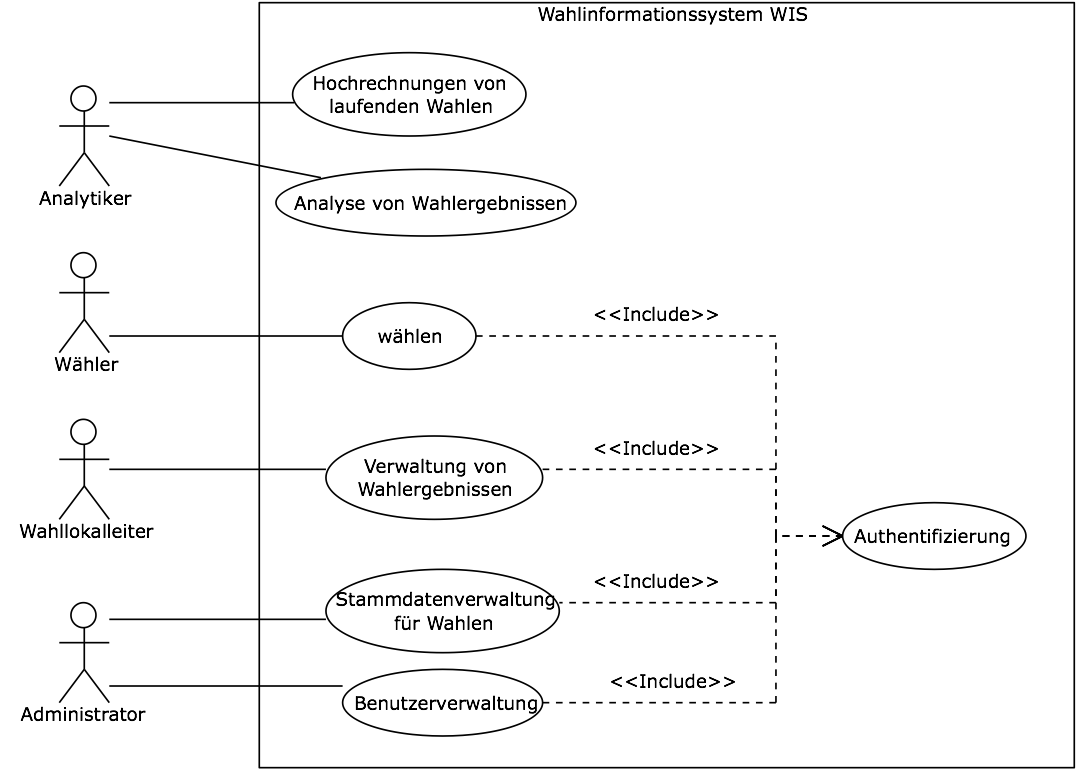 Wahlinformationssystem WIS
Hochrechnungen von
laufenden Wahlen
Analytiker
Analyse von Wahlergebnissen
<<Include>>
wählen
Wähler
<<Include>>
Verwaltung von
Wahlergebnissen
Wahllokalleiter
Authentifizierung
<<Include>>
Stammdatenverwaltung
für Wahlen
<<Include>>
Benutzerverwaltung
Administrator